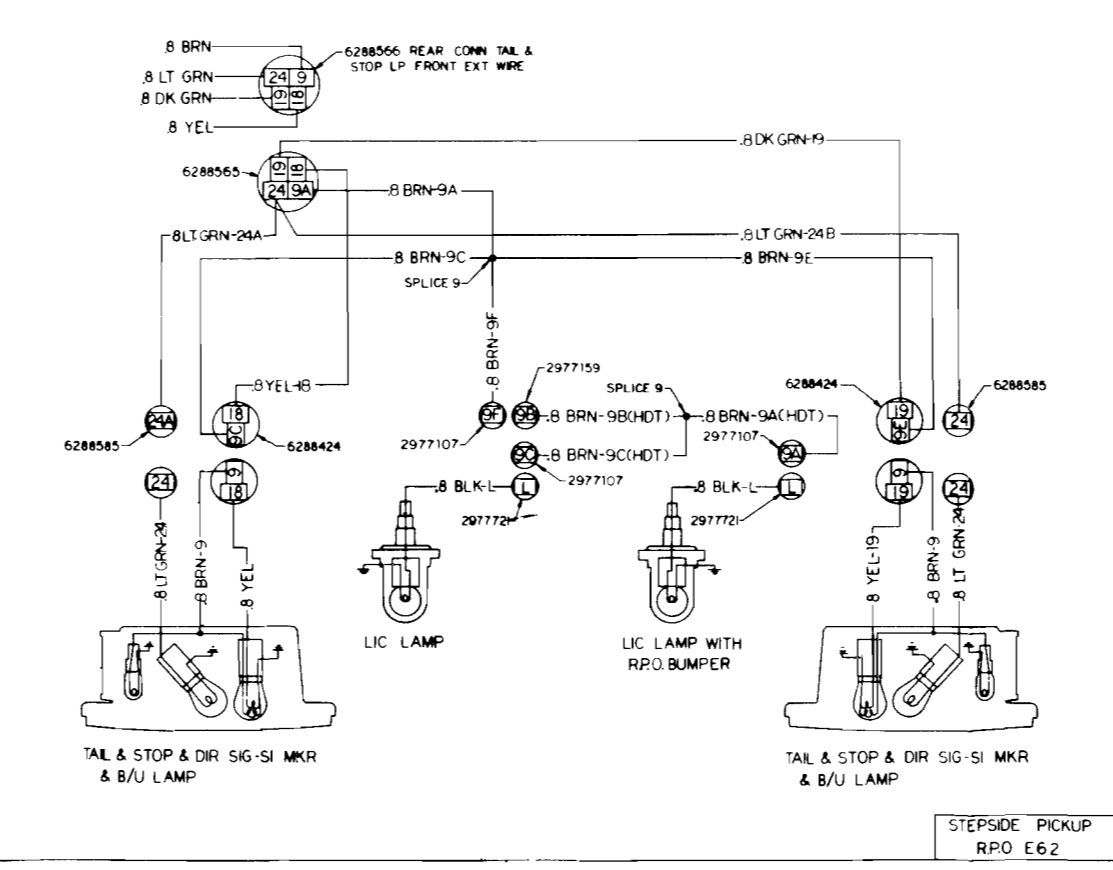 .8 BRN
6288566 REAR CONN TAIL &
STOP LP FRONT EXT WIRE
.8 LT GRN
24 9
.8 DK GRN
19 18
.8 YEL
.8 DK GRN-19
6288565
19 18
24 9A
.8 BRN-9A
.8 LT GRN-24A
.8 LT GRN-24B
.8 BRN-9C
.8 BRN-9E
SPLICE 9
.8 BRN-9F
.8 YEL-18
2977159
SPLICE 9
6288424
6288585
24A
18
9C
9F
9B
.8 BRN-9B(HDT)
.8 BRN-9A(HDT)
19
9E
24
6288585
6288424
2977107
2977107
9C
.8 BRN-9C(HDT)
9A
2977107
24
9
18
.8 BLK-L
L
.8 BLK-L
L
9
19
24
2977721
2977721
.8 LT GRN-24
.8 BRN-9
.8 YEL
.8 YEL-19
.8 BRN-9
.8 LT GRN-24
LIC LAMP
LIC LAMP WITH
R.P.O. BUMPER
TAIL & STOP & DIR SIG-SI MKR
& B/U LAMP
TAIL & STOP & DIR SIG-SI MKR
& B/U LAMP
STEPSIDE PICKUP
R.P.O E62